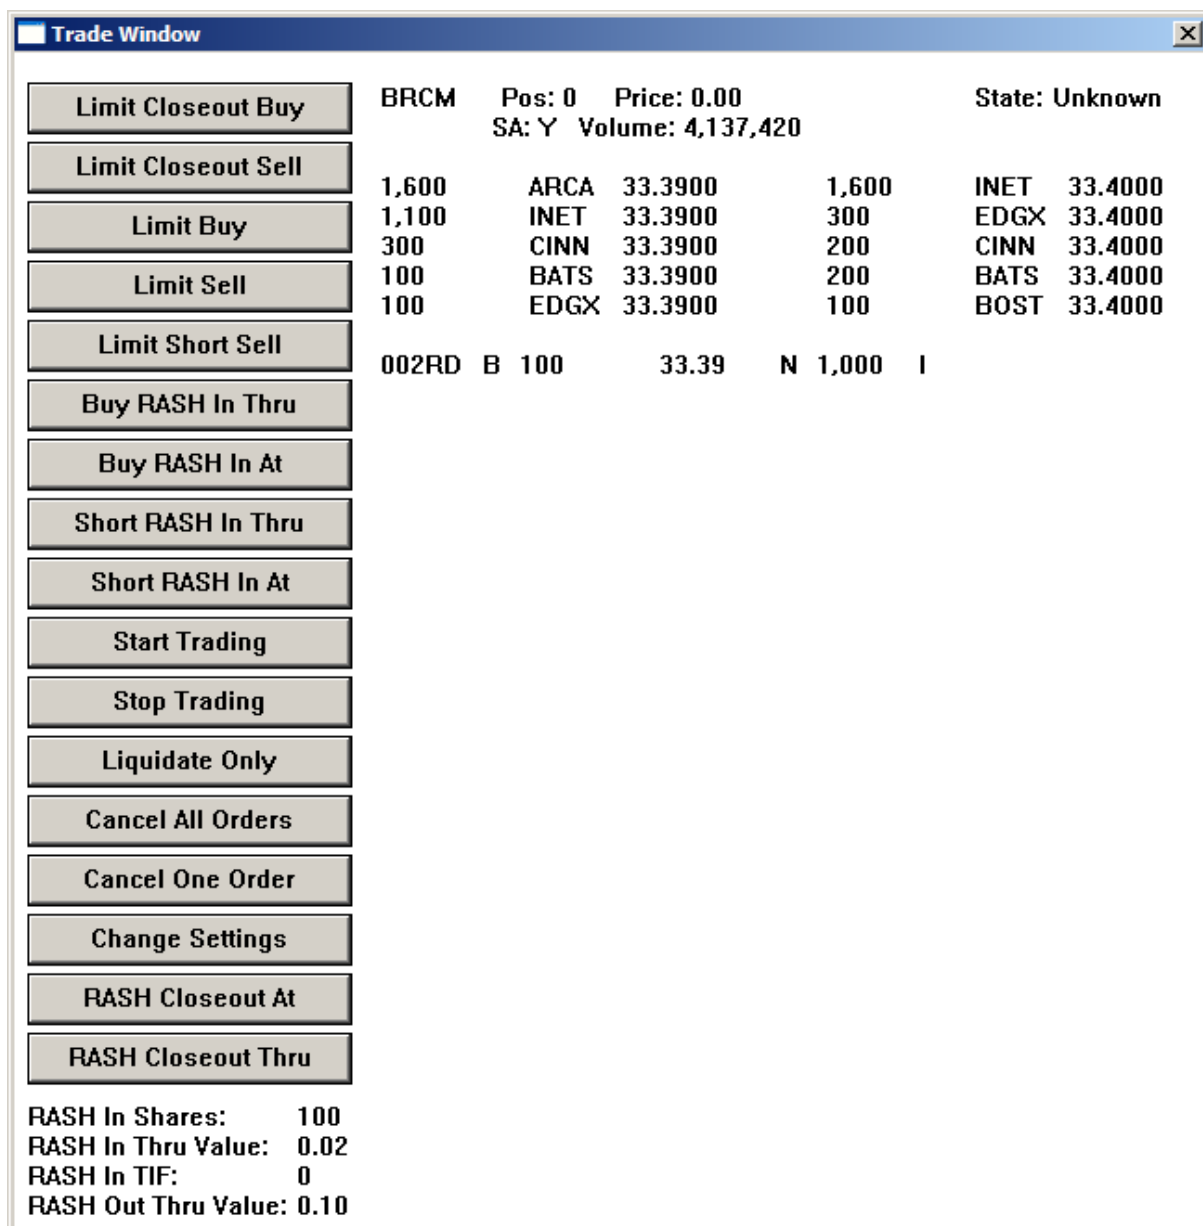 Trade Window
Limit Closeout Buy
Limit Closeout Sell
Limit Buy
Limit Sell
Limit Short Sell
Buy RASH In Thru
Buy RASH In At
Short RASH In Thru
Short RASH In At
Start Trading
Stop Trading
Liquidate Only
Cancel All Orders
Cancel One Order
Change Settings
RASH Closeout At
RASH Closeout Thru
RASH In Shares: 100
RASH In Thru Value: 0.02
RASH In TIF: 0
RASH Out Thru Value: 0.10
BRCM Pos: 0 Price: 0.00 State: Unknown
SA: Y Volume: 4,137,420
1,600 ARCA 33.3900 1,600 INET 33.4000
1,100 INET 33.3900 300 EDGX 33.4000
300 CINN 33.3900 200 CINN 33.4000
100 BATS 33.3900 200 BATS 33.4000
100 EDGX 33.3900 100 BOST 33.4000
002RD B 100 33.39 N 1,000 I